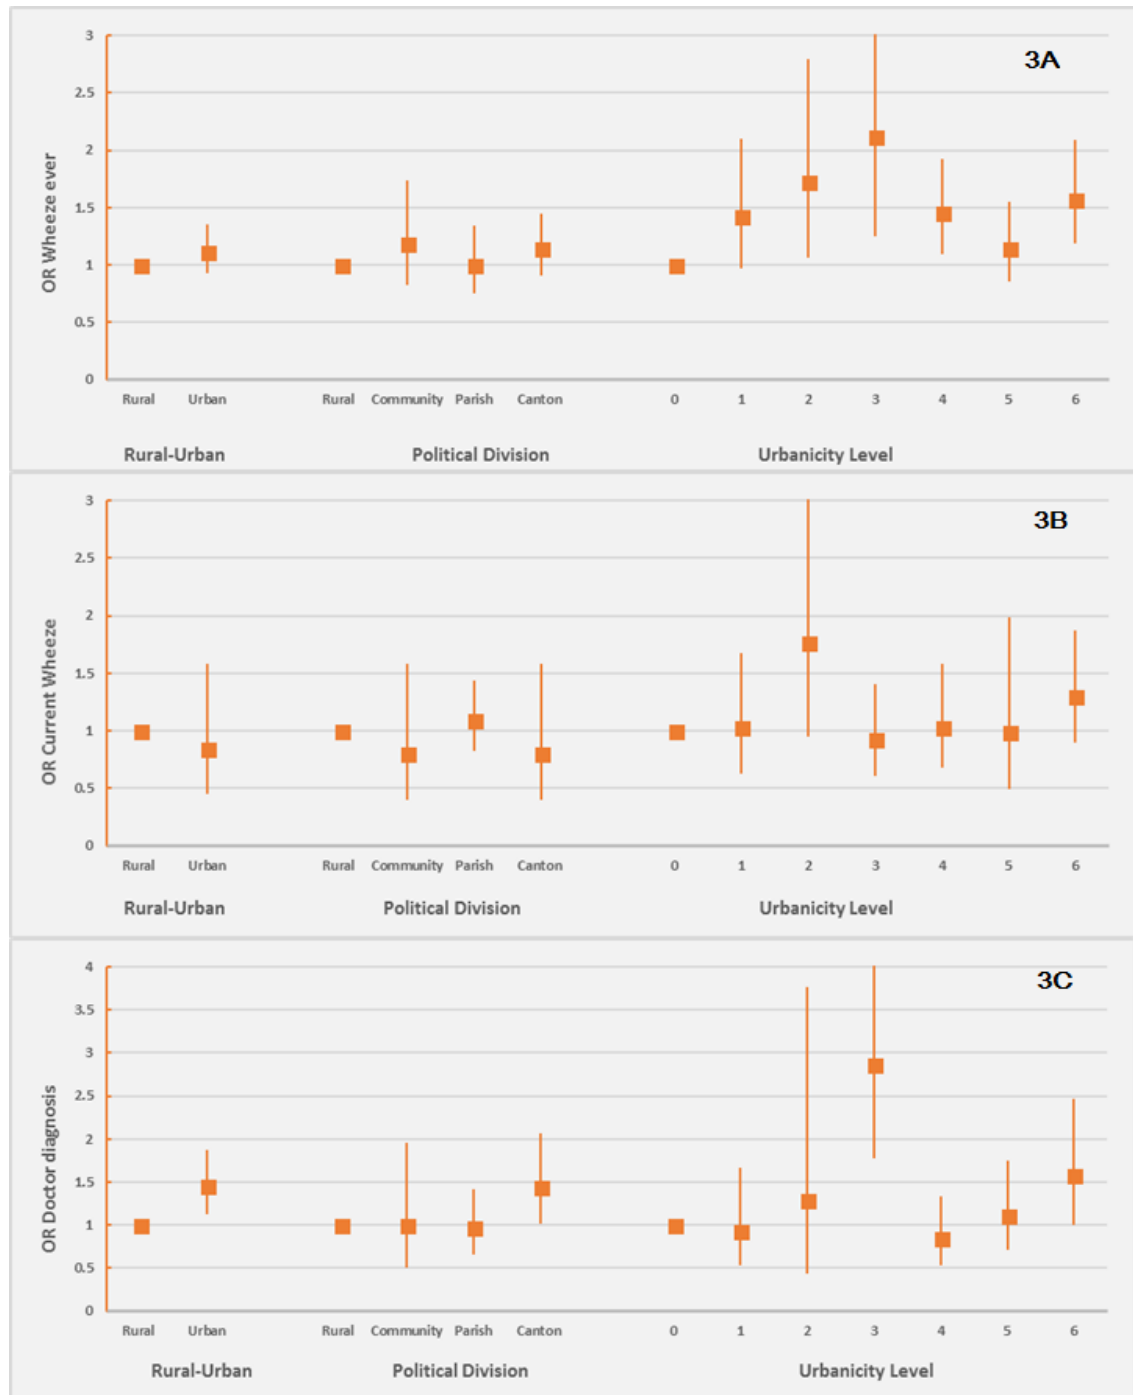 3A
OR Wheeze ever
3
2.5
2
1.5
1
0.5
0
Rural Urban Rural Community Parish Canton 0 1 2 3 4 5 6
Rural-Urban Political Division Urbanicity Level
3B
OR Current Wheeze
3
2.5
2
1.5
1
0.5
0
Rural Urban Rural Community Parish Canton 0 1 2 3 4 5 6
Rural-Urban Political Division Urbanicity Level
3C
OR Doctor diagnosis
4
3.5
3
2.5
2
1.5
1
0.5
0
Rural Urban Rural Community Parish Canton 0 1 2 3 4 5 6
Rural-Urban Political Division Urbanicity Level